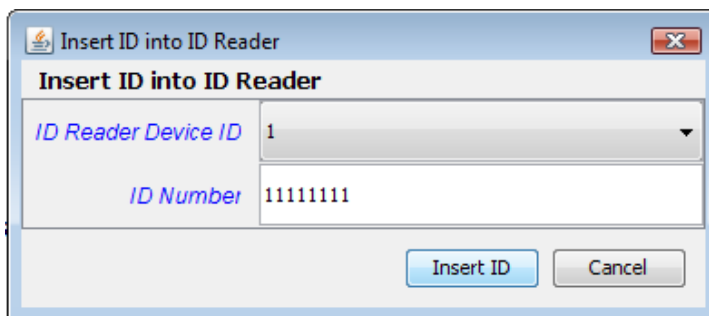 Insert ID into ID Reader
Insert ID into ID Reader
ID Reader Device ID 1
ID Number 11111111
Insert ID Cancel